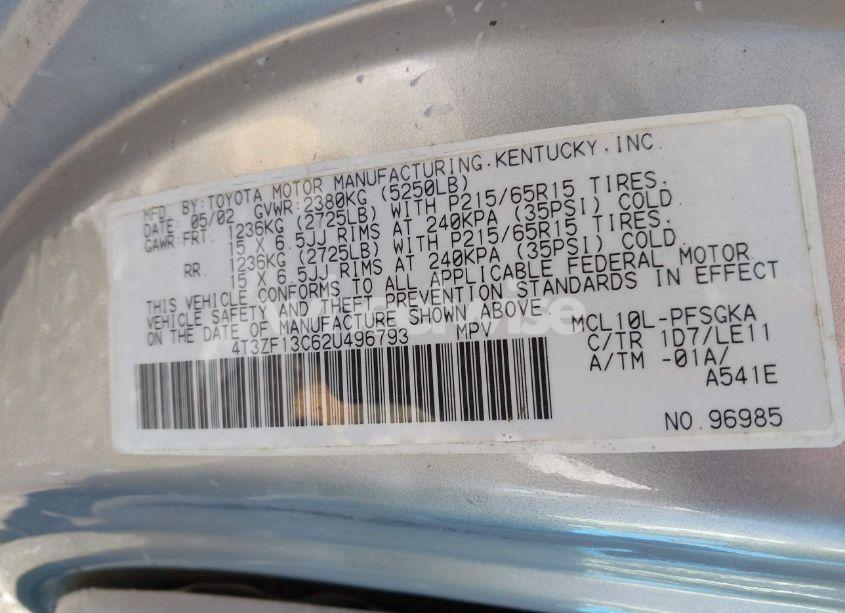 MFD. BY:TOYOTA MOTOR MANUFACTURING.KENTUCKY,INC.
DATE: 05/02 GVWR:2380KG (5250LB)
GAWR:FRT. 1236KG (2725LB) WITH P215/65R15 TIRES.
15 X 6.5JJ RIMS AT 240KPA (35PSI) COLD.
RR. 1236KG (2725LB) WITH P215/65R15 TIRES.
15 X 6.5JJ RIMS AT 240KPA (35PSI) COLD.
THIS VEHICLE CONFORMS TO ALL APPLICABLE FEDERAL MOTOR
VEHICLE SAFETY AND THEFT PREVENTION STANDARDS IN EFFECT
ON THE DATE OF MANUFACTURE SHOWN ABOVE.
4T3ZF13C62U496793 MPV
MCL10L-PFSGKA
C/TR 1D7/LE11
A/TM -01A/
A541E
NO.96985